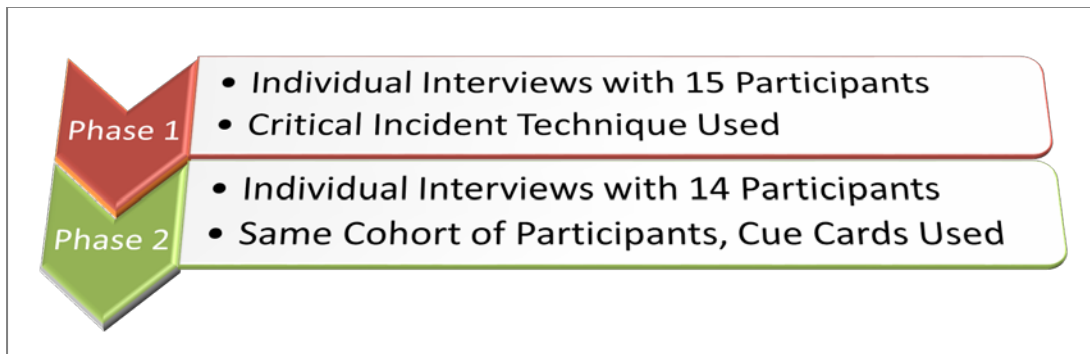 Phase 1
• Individual Interviews with 15 Participants
• Critical Incident Technique Used
Phase 2
• Individual Interviews with 14 Participants
• Same Cohort of Participants, Cue Cards Used